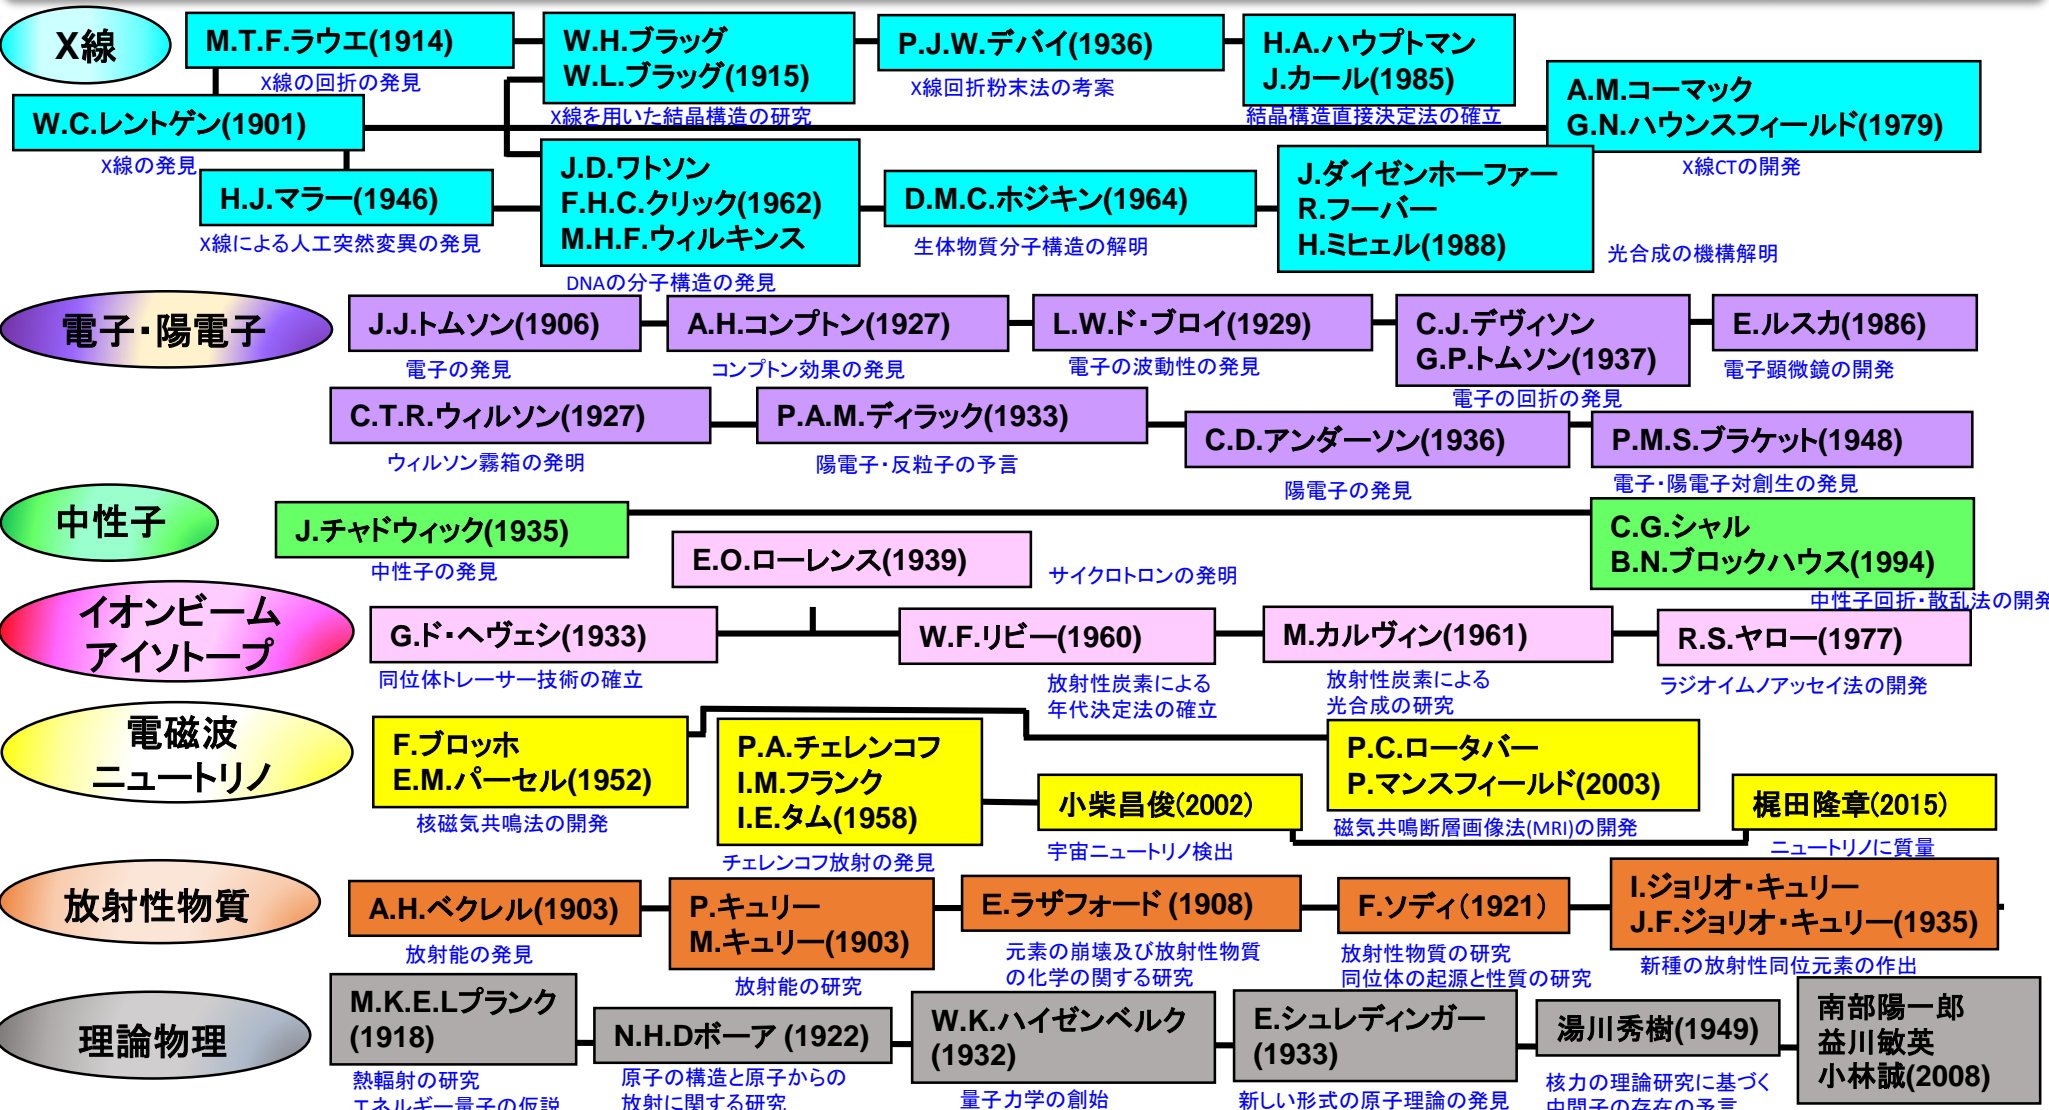 X線
M.T.F.ラウエ(1914)
X線の回折の発見
W.H.ブラッグ
W.L.ブラッグ(1915)
X線を用いた結晶構造の研究
P.J.W.デバイ(1936)
X線回折粉末法の考案
H.A.ハウプトマン
J.カール(1985)
結晶構造直接決定法の確立
A.M.コーマック
G.N.ハウンスフィールド(1979)
X線CTの開発
W.C.レントゲン(1901)
X線の発見
H.J.マラー(1946)
X線による人工突然変異の発見
J.D.ワトソン
F.H.C.クリック(1962)
M.H.F.ウィルキンス
DNAの分子構造の発見
D.M.C.ホジキン(1964)
生体物質分子構造の解明
J.ダイゼンホーファー
R.フーバー
H.ミヒェル(1988)
光合成の機構解明
電子・陽電子
J.J.トムソン(1906)
電子の発見
A.H.コンプトン(1927)
コンプトン効果の発見
L.W.ド・ブロイ(1929)
電子の波動性の発見
C.J.デヴィソン
G.P.トムソン(1937)
電子の回折の発見
E.ルスカ(1986)
電子顕微鏡の開発
C.T.R.ウィルソン(1927)
ウィルソン霧箱の発明
P.A.M.ディラック(1933)
陽電子・反粒子の予言
C.D.アンダーソン(1936)
陽電子の発見
P.M.S.ブラケット(1948)
電子・陽電子対創生の発見
中性子
J.チャドウィック(1935)
中性子の発見
C.G.シャル
B.N.ブロックハウス(1994)
中性子回折・散乱法の開発
イオンビーム
アイソトープ
E.O.ローレンス(1939)
サイクロトロンの発明
G.ド・ヘヴェシ(1933)
同位体トレーサー技術の確立
W.F.リビー(1960)
放射性炭素による
年代決定法の確立
M.カルヴィン(1961)
放射性炭素による
光合成の研究
R.S.ヤロー(1977)
ラジオイムノアッセイ法の開発
電磁波
ニュートリノ
F.ブロッホ
E.M.パーセル(1952)
核磁気共鳴法の開発
P.A.チェレンコフ
I.M.フランク
I.E.タム(1958)
チェレンコフ放射の発見
小柴昌俊(2002)
宇宙ニュートリノ検出
P.C.ロータバー
P.マンスフィールド(2003)
磁気共鳴断層画像法(MRI)の開発
梶田隆章(2015)
ニュートリノに質量
放射性物質
A.H.ベクレル(1903)
放射能の発見
P.キュリー
M.キュリー(1903)
放射能の研究
E.ラザフォード (1908)
元素の崩壊及び放射性物質
の化学の関する研究
F.ソディ(1921)
放射性物質の研究
同位体の起源と性質の研究
I.ジョリオ・キュリー
J.F.ジョリオ・キュリー(1935)
新種の放射性同位元素の作出
理論物理
M.K.E.Lプランク
(1918)
熱輻射の研究
エネルギー量子の仮説
N.H.Dボーア (1922)
原子の構造と原子からの
放射に関する研究
W.K.ハイゼンベルク
(1932)
量子力学の創始
E.シュレディンガー
(1933)
新しい形式の原子理論の発見
湯川秀樹(1949)
核力の理論研究に基づく
中間子の存在の予言
南部陽一郎
益川敏英
小林誠(2008)